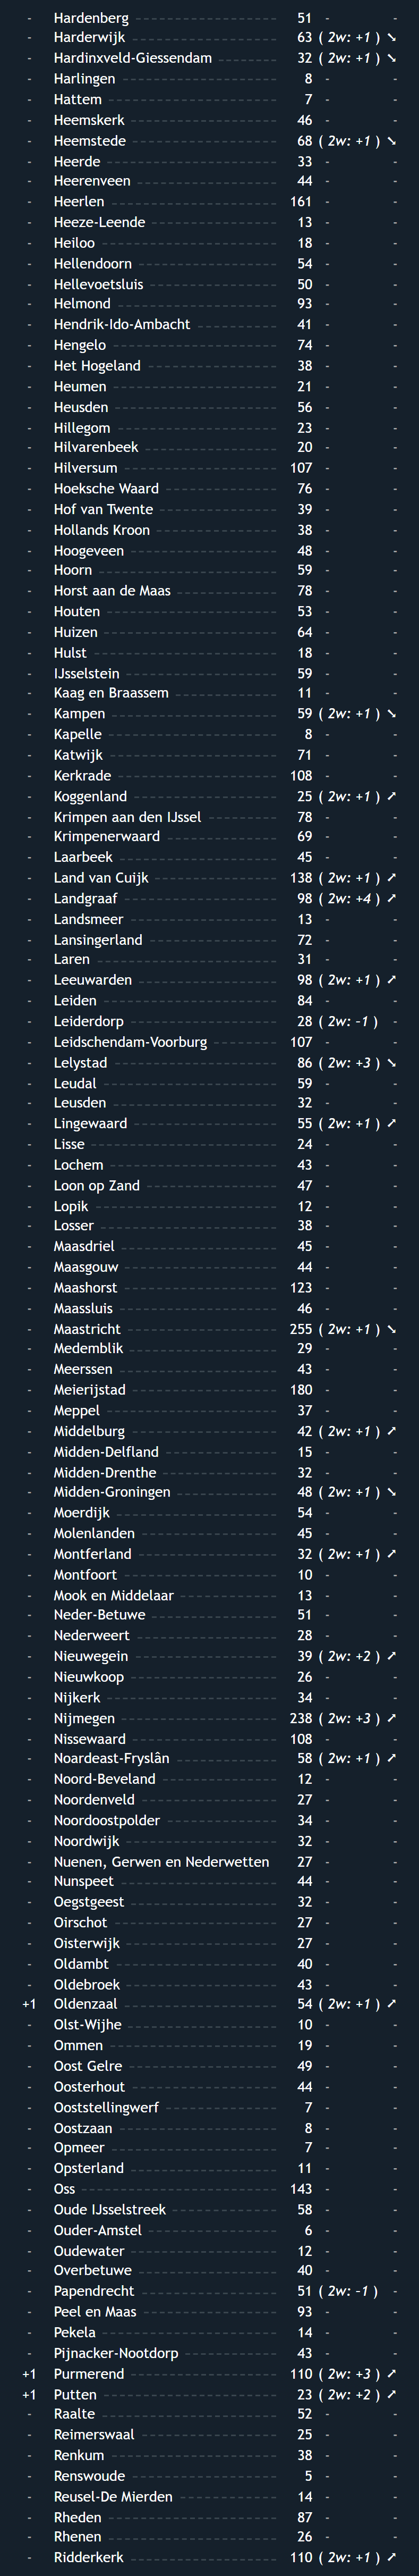 - Hardenberg 51 - -
- Harderwijk 63 ( 2w: +1 ) ➘
- Hardinxveld-Giessendam 32 ( 2w: +1 ) ➘
- Harlingen 8 - -
- Hattem 7 - -
- Heemskerk 46 - -
- Heemstede 68 ( 2w: +1 ) ➘
- Heerde 33 - -
- Heerenveen 44 - -
- Heerlen 161 - -
- Heeze-Leende 13 - -
- Heiloo 18 - -
- Hellendoorn 54 - -
- Hellevoetsluis 50 - -
- Helmond 93 - -
- Hendrik-Ido-Ambacht 41 - -
- Hengelo 74 - -
- Het Hogeland 38 - -
- Heumen 21 - -
- Heusden 56 - -
- Hillegom 23 - -
- Hilvarenbeek 20 - -
- Hilversum 107 - -
- Hoeksche Waard 76 - -
- Hof van Twente 39 - -
- Hollands Kroon 38 - -
- Hoogeveen 48 - -
- Hoorn 59 - -
- Horst aan de Maas 78 - -
- Houten 53 - -
- Huizen 64 - -
- Hulst 18 - -
- IJsselstein 59 - -
- Kaag en Braassem 11 - -
- Kampen 59 ( 2w: +1 ) ➘
- Kapelle 8 - -
- Katwijk 71 - -
- Kerkrade 108 - -
- Koggenland 25 ( 2w: +1 ) ➚
- Krimpen aan den IJssel 78 - -
- Krimpenerwaard 69 - -
- Laarbeek 45 - -
- Land van Cuijk 138 ( 2w: +1 ) ➚
- Landgraaf 98 ( 2w: +4 ) ➚
- Landsmeer 13 - -
- Lansingerland 72 - -
- Laren 31 - -
- Leeuwarden 98 ( 2w: +1 ) ➚
- Leiden 84 - -
- Leiderdorp 28 ( 2w: -1 ) -
- Leidschendam-Voorburg 107 - -
- Lelystad 86 ( 2w: +3 ) ➘
- Leudal 59 - -
- Leusden 32 - -
- Lingewaard 55 ( 2w: +1 ) ➚
- Lisse 24 - -
- Lochem 43 - -
- Loon op Zand 47 - -
- Lopik 12 - -
- Losser 38 - -
- Maasdriel 45 - -
- Maasgouw 44 - -
- Maashorst 123 - -
- Maassluis 46 - -
- Maastricht 255 ( 2w: +1 ) ➘
- Medemblik 29 - -
- Meerssen 43 - -
- Meierijstad 180 - -
- Meppel 37 - -
- Middelburg 42 ( 2w: +1 ) ➚
- Midden-Delfland 15 - -
- Midden-Drenthe 32 - -
- Midden-Groningen 48 ( 2w: +1 ) ➘
- Moerdijk 54 - -
- Molenlanden 45 - -
- Montferland 32 ( 2w: +1 ) ➚
- Montfoort 10 - -
- Mook en Middelaar 13 - -
- Neder-Betuwe 51 - -
- Nederweert 28 - -
- Nieuwegein 39 ( 2w: +2 ) ➚
- Nieuwkoop 26 - -
- Nijkerk 34 - -
- Nijmegen 238 ( 2w: +3 ) ➚
- Nissewaard 108 - -
- Noardeast-Fryslân 58 ( 2w: +1 ) ➚
- Noord-Beveland 12 - -
- Noordenveld 27 - -
- Noordoostpolder 34 - -
- Noordwijk 32 - -
- Nuenen, Gerwen en Nederwetten 27 - -
- Nunspeet 44 - -
- Oegstgeest 32 - -
- Oirschot 27 - -
- Oisterwijk 27 - -
- Oldambt 40 - -
- Oldebroek 43 - -
+1 Oldenzaal 54 ( 2w: +1 ) ➚
- Olst-Wijhe 10 - -
- Ommen 19 - -
- Oost Gelre 49 - -
- Oosterhout 44 - -
- Ooststellingwerf 7 - -
- Oostzaan 8 - -
- Opmeer 7 - -
- Opsterland 11 - -
- Oss 143 - -
- Oude IJsselstreek 58 - -
- Ouder-Amstel 6 - -
- Oudewater 12 - -
- Overbetuwe 40 - -
- Papendrecht 51 ( 2w: -1 ) -
- Peel en Maas 93 - -
- Pekela 14 - -
- Pijnacker-Nootdorp 43 - -
+1 Purmerend 110 ( 2w: +3 ) ➚
+1 Putten 23 ( 2w: +2 ) ➚
- Raalte 52 - -
- Reimerswaal 25 - -
- Renkum 38 - -
- Renswoude 5 - -
- Reusel-De Mierden 14 - -
- Rheden 87 - -
- Rhenen 26 - -
- Ridderkerk 110 ( 2w: +1 ) ➚